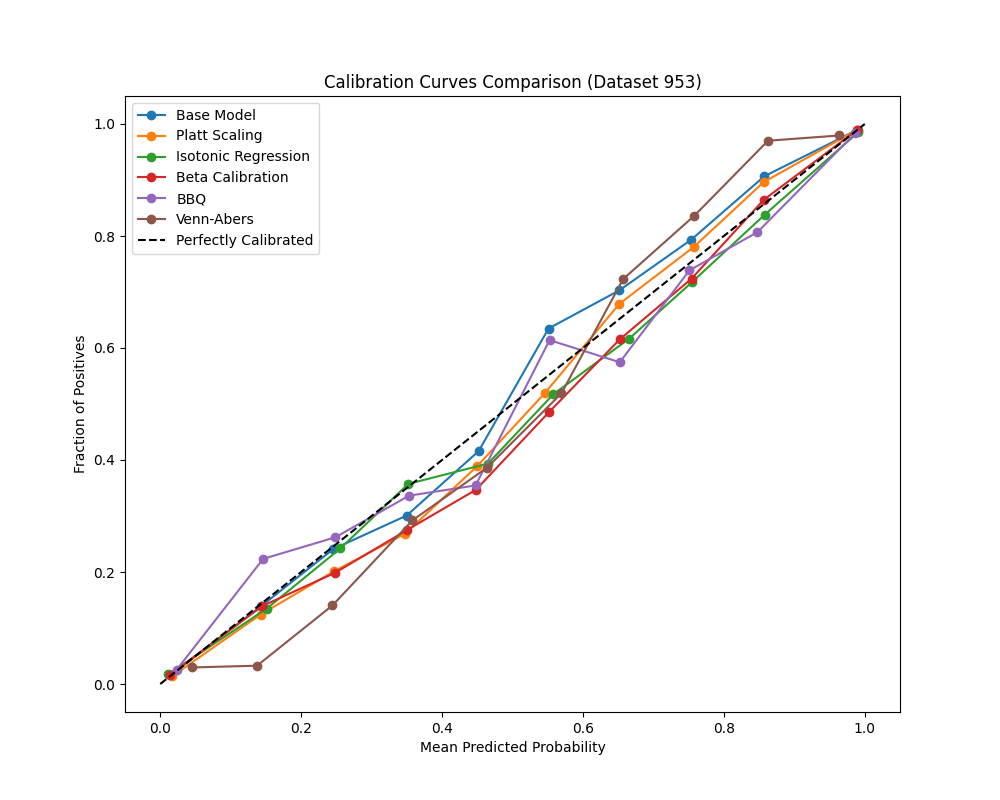 Calibration Curves Comparison (Dataset 953)
Base Model
Platt Scaling
Isotonic Regression
Beta Calibration
BBQ
Venn-Abers
Perfectly Calibrated
1.0
0.8
0.6
0.4
0.2
0.0
Fraction of Positives
0.0 0.2 0.4 0.6 0.8 1.0
Mean Predicted Probability